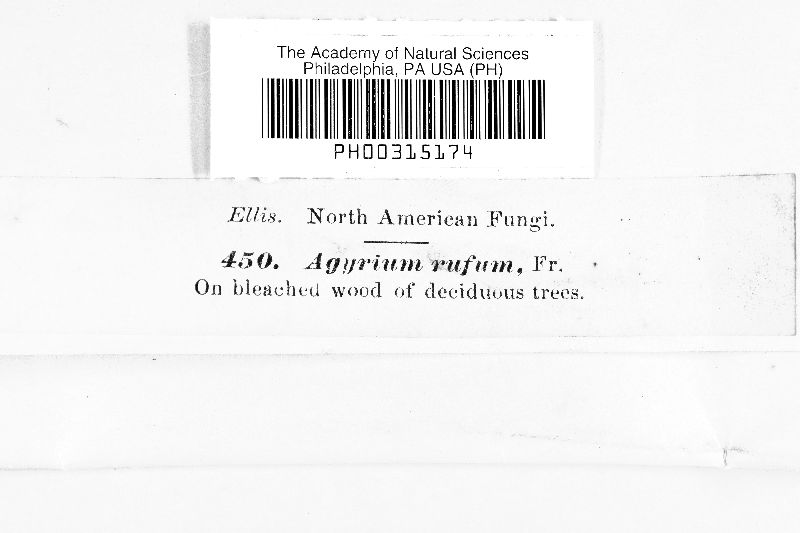 The Academy of Natural Sciences
Philadelphia, PA USA (PH)
PH00315174
Ellis. North American Fungi.
450. Agyrium rufum, Fr.
On bleached wood of deciduous trees.